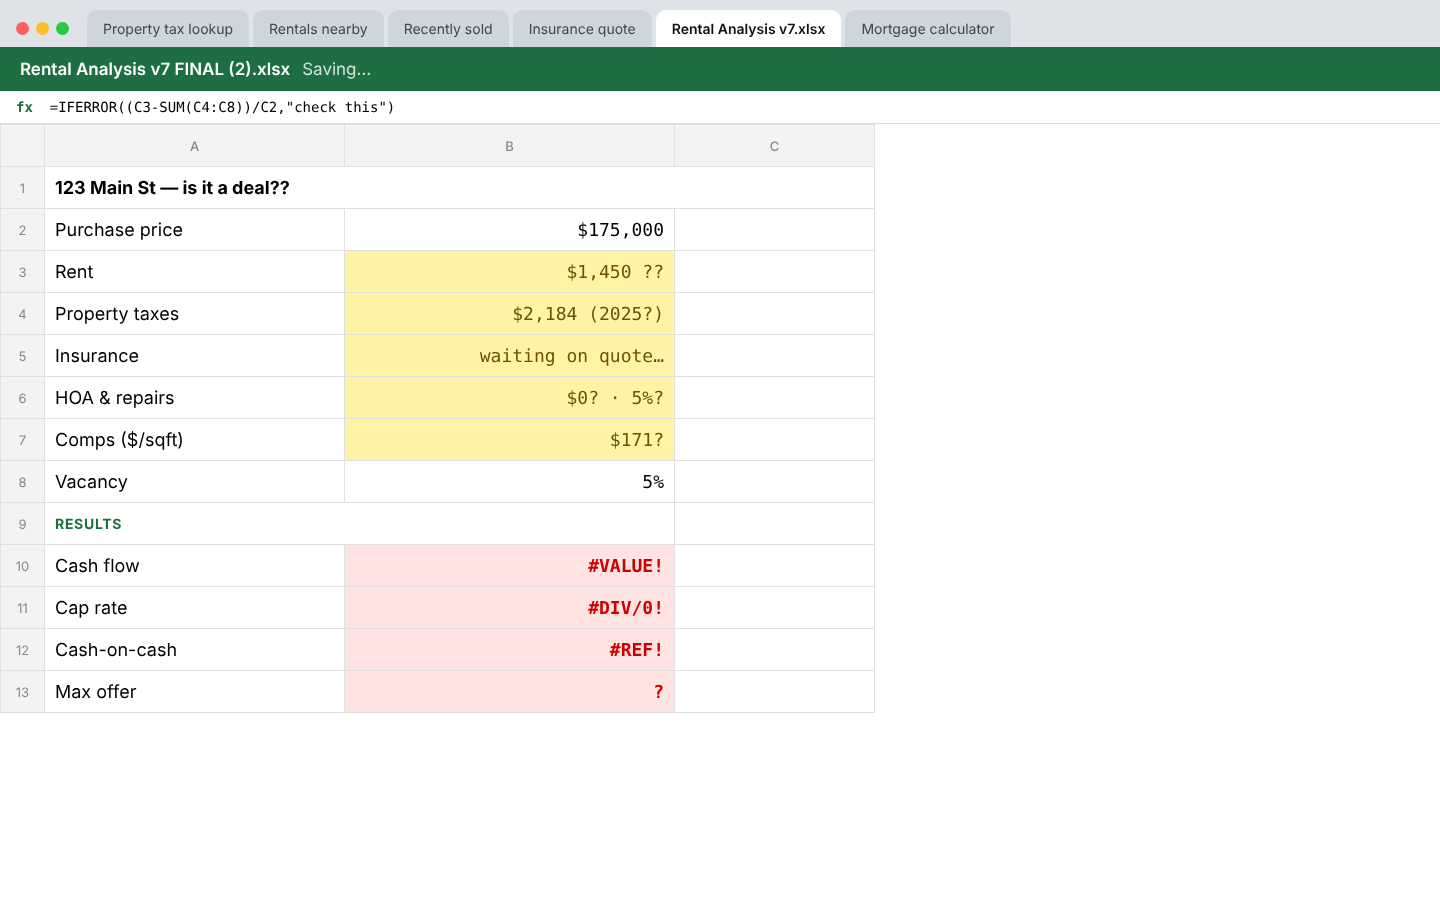 Property tax lookup
Rentals nearby
Recently sold
Insurance quote
Rental Analysis v7.xlsx
Mortgage calculator
Rental Analysis v7 FINAL (2).xlsx Saving…
fx =IFERROR((C3-SUM(C4:C8))/C2,"check this")
A B C
1 123 Main St — is it a deal??
2 Purchase price $175,000
3 Rent $1,450 ??
4 Property taxes $2,184 (2025?)
5 Insurance waiting on quote…
6 HOA & repairs $0? · 5%?
7 Comps ($/sqft) $171?
8 Vacancy 5%
9 RESULTS
10 Cash flow #VALUE!
11 Cap rate #DIV/0!
12 Cash-on-cash #REF!
13 Max offer ?